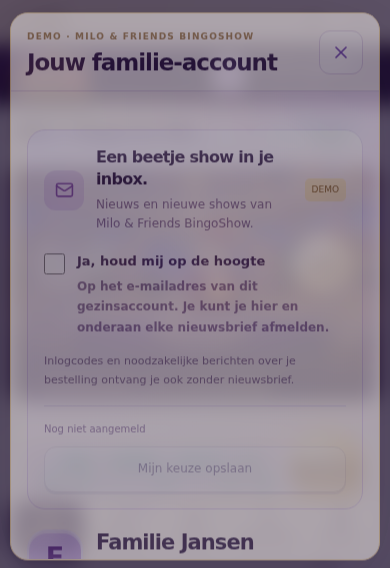 DEMO · MILO & FRIENDS BINGOSHOW
Jouw familie-account
Een beetje show in je
inbox.
DEMO
Nieuws en nieuwe shows van
Milo & Friends BingoShow.
Ja, houd mij op de hoogte
Op het e-mailadres van dit
gezinsaccount. Je kunt je hier en
onderaan elke nieuwsbrief afmelden.
Inlogcodes en noodzakelijke berichten over je
bestelling ontvang je ook zonder nieuwsbrief.
Nog niet aangemeld
Mijn keuze opslaan
F
Familie Jansen